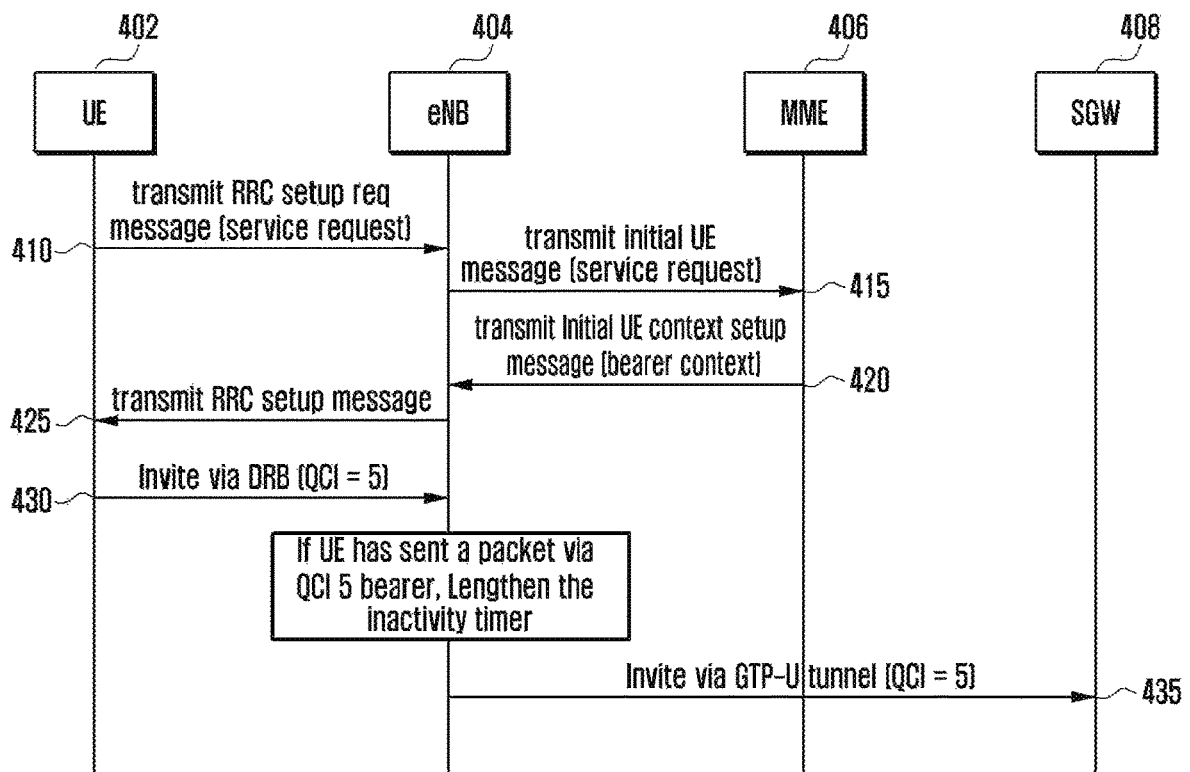 402 404 406 408
UE eNB MME SGW
transmit RRC setup req
message (service request)
410
transmit initial UE
message (service request)
415
transmit Initial UE context setup
message (bearer context)
420
transmit RRC setup message
425
Invite via DRB (QCI = 5)
430
If UE has sent a packet via
QCI 5 bearer, Lengthen the
inactivity timer
Invite via GTP-U tunnel (QCI = 5)
435